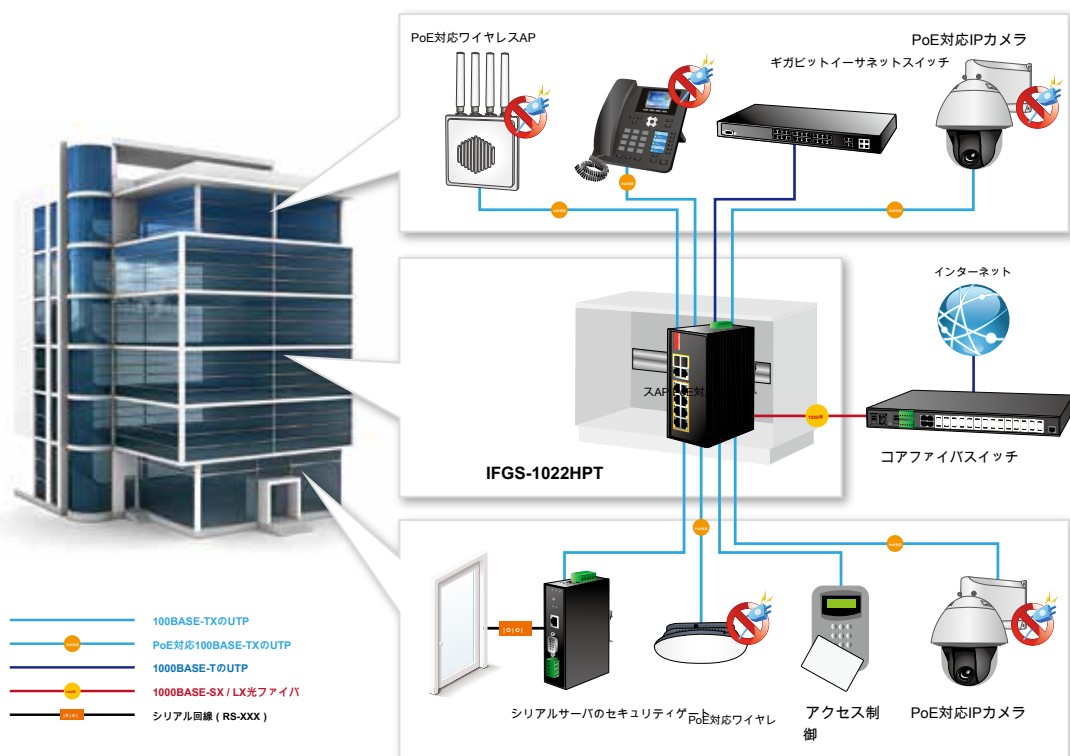 PoE対応ワイヤレスAP
ギガビットイーサネットスイッチ
PoE対応IPカメラ
インターネット
スAP
IFGS-1022HPT
コアファイバスイッチ
100BASE-TXのUTP
PoE対応100BASE-TXのUTP
1000BASE-TのUTP
1000BASE-SX / LX光ファイバ
シリアル回線 ( RS-XXX )
シリアルサーバのセキュリティゲート
PoE対応ワイヤレ
アクセス制
御
PoE対応IPカメラ